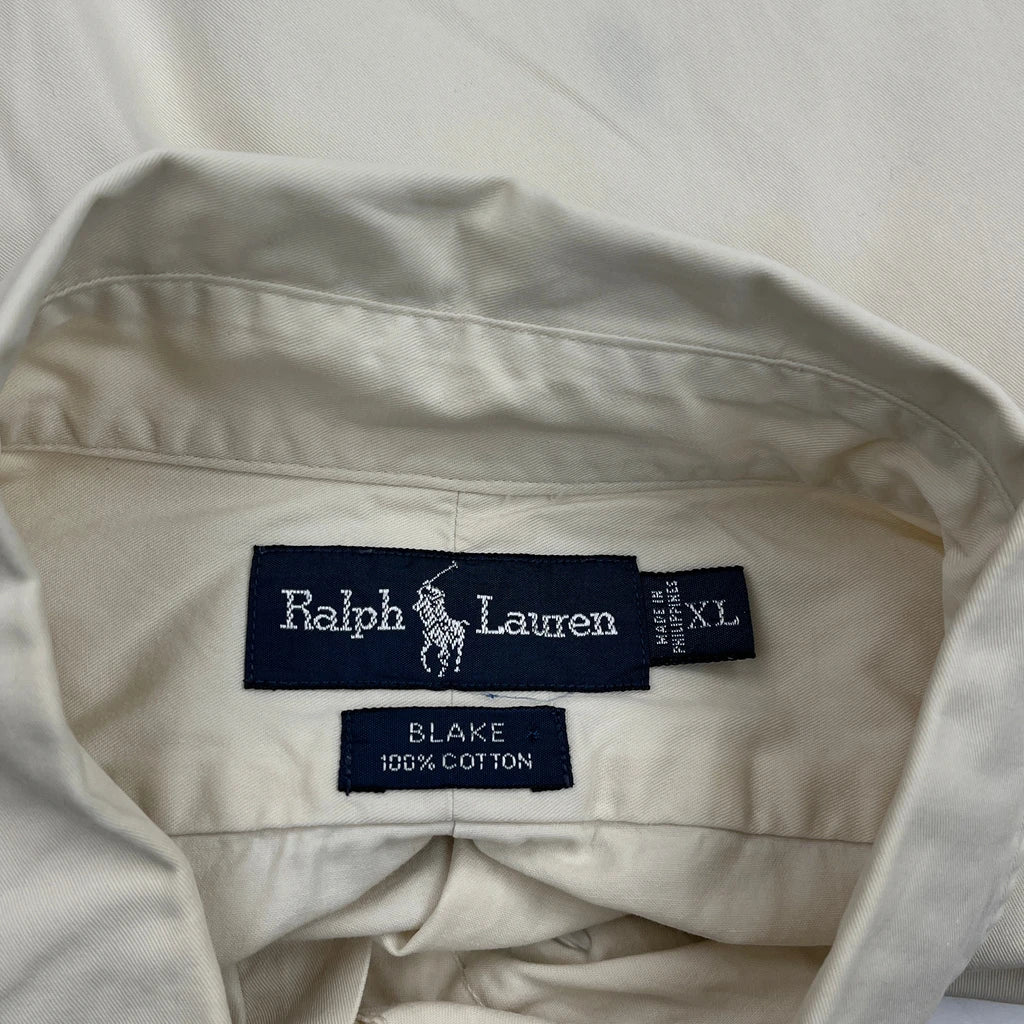 Ralph Lauren
MADE IN
PHILIPPINES
XL
BLAKE
100% COTTON